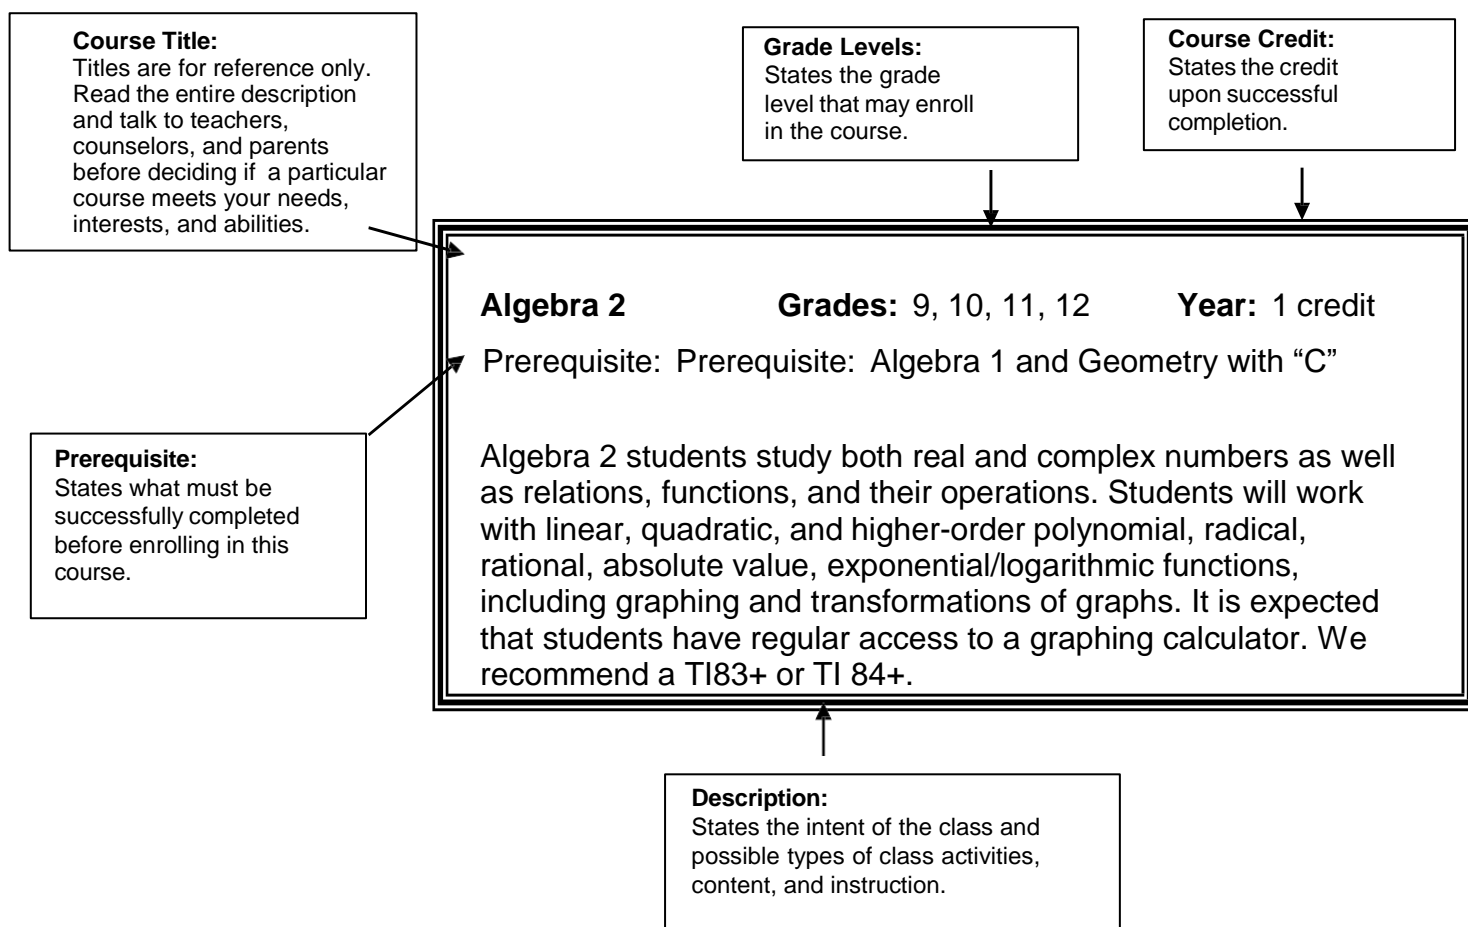 Course Title:
Titles are for reference only.
Read the entire description
and talk to teachers,
counselors, and parents
before deciding if a particular
course meets your needs,
interests, and abilities.
Grade Levels:
States the grade
level that may enroll
in the course.
Course Credit:
States the credit
upon successful
completion.
Algebra 2 Grades: 9, 10, 11, 12 Year: 1 credit
Prerequisite: Prerequisite: Algebra 1 and Geometry with “C”
Prerequisite:
States what must be
successfully completed
before enrolling in this
course.
Algebra 2 students study both real and complex numbers as well
as relations, functions, and their operations. Students will work
with linear, quadratic, and higher-order polynomial, radical,
rational, absolute value, exponential/logarithmic functions,
including graphing and transformations of graphs. It is expected
that students have regular access to a graphing calculator. We
recommend a TI83+ or TI 84+.
Description:
States the intent of the class and
possible types of class activities,
content, and instruction.